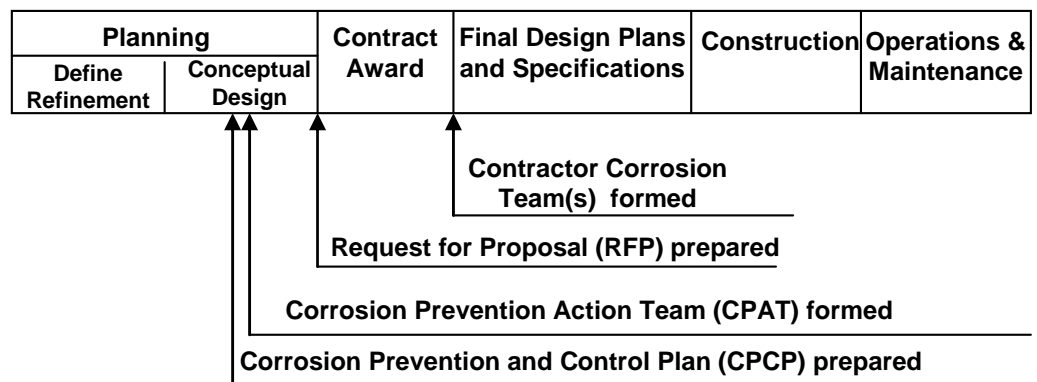 Planning
Define
Refinement
Conceptual
Design
Contract
Award
Final Design Plans
and Specifications
Construction
Operations &
Maintenance
Contractor Corrosion
Team(s) formed
Request for Proposal (RFP) prepared
Corrosion Prevention Action Team (CPAT) formed
Corrosion Prevention and Control Plan (CPCP) prepared